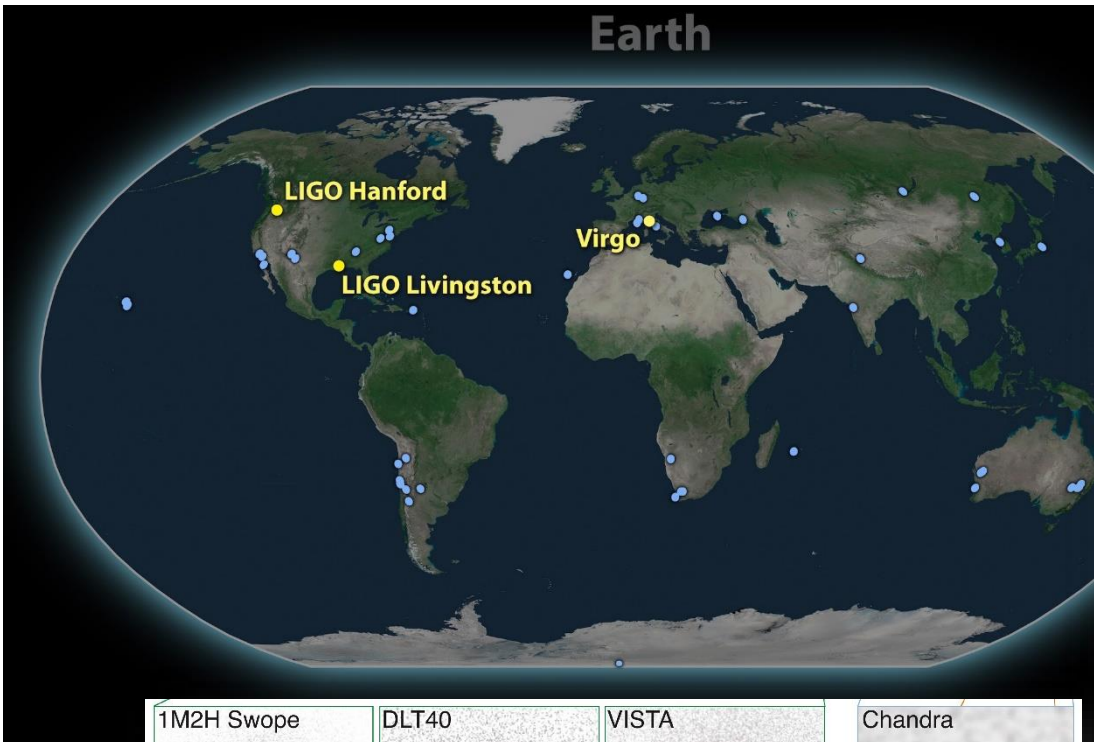 Earth
LIGO Hanford
Virgo
LIGO Livingston
1M2H Swope
DLT40
VISTA
Chandra